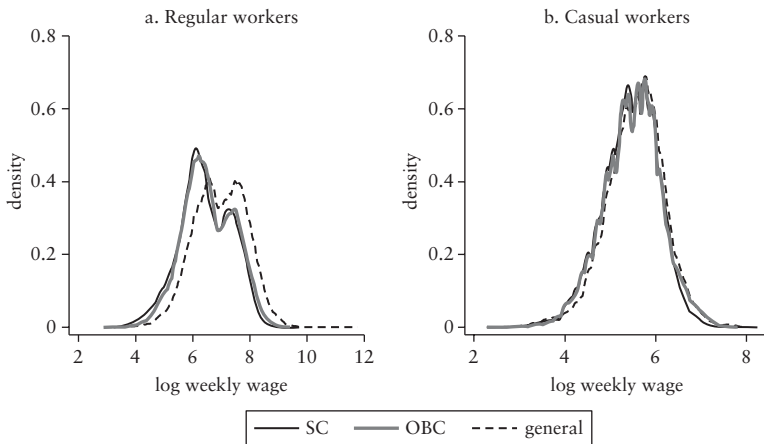 a. Regular workers
0.8
0.6
0.4
0.2
0
density
2 4 6 8 10 12
log weekly wage
b. Casual workers
0.8
0.6
0.4
0.2
0
density
2 4 6 8
log weekly wage
SC OBC general